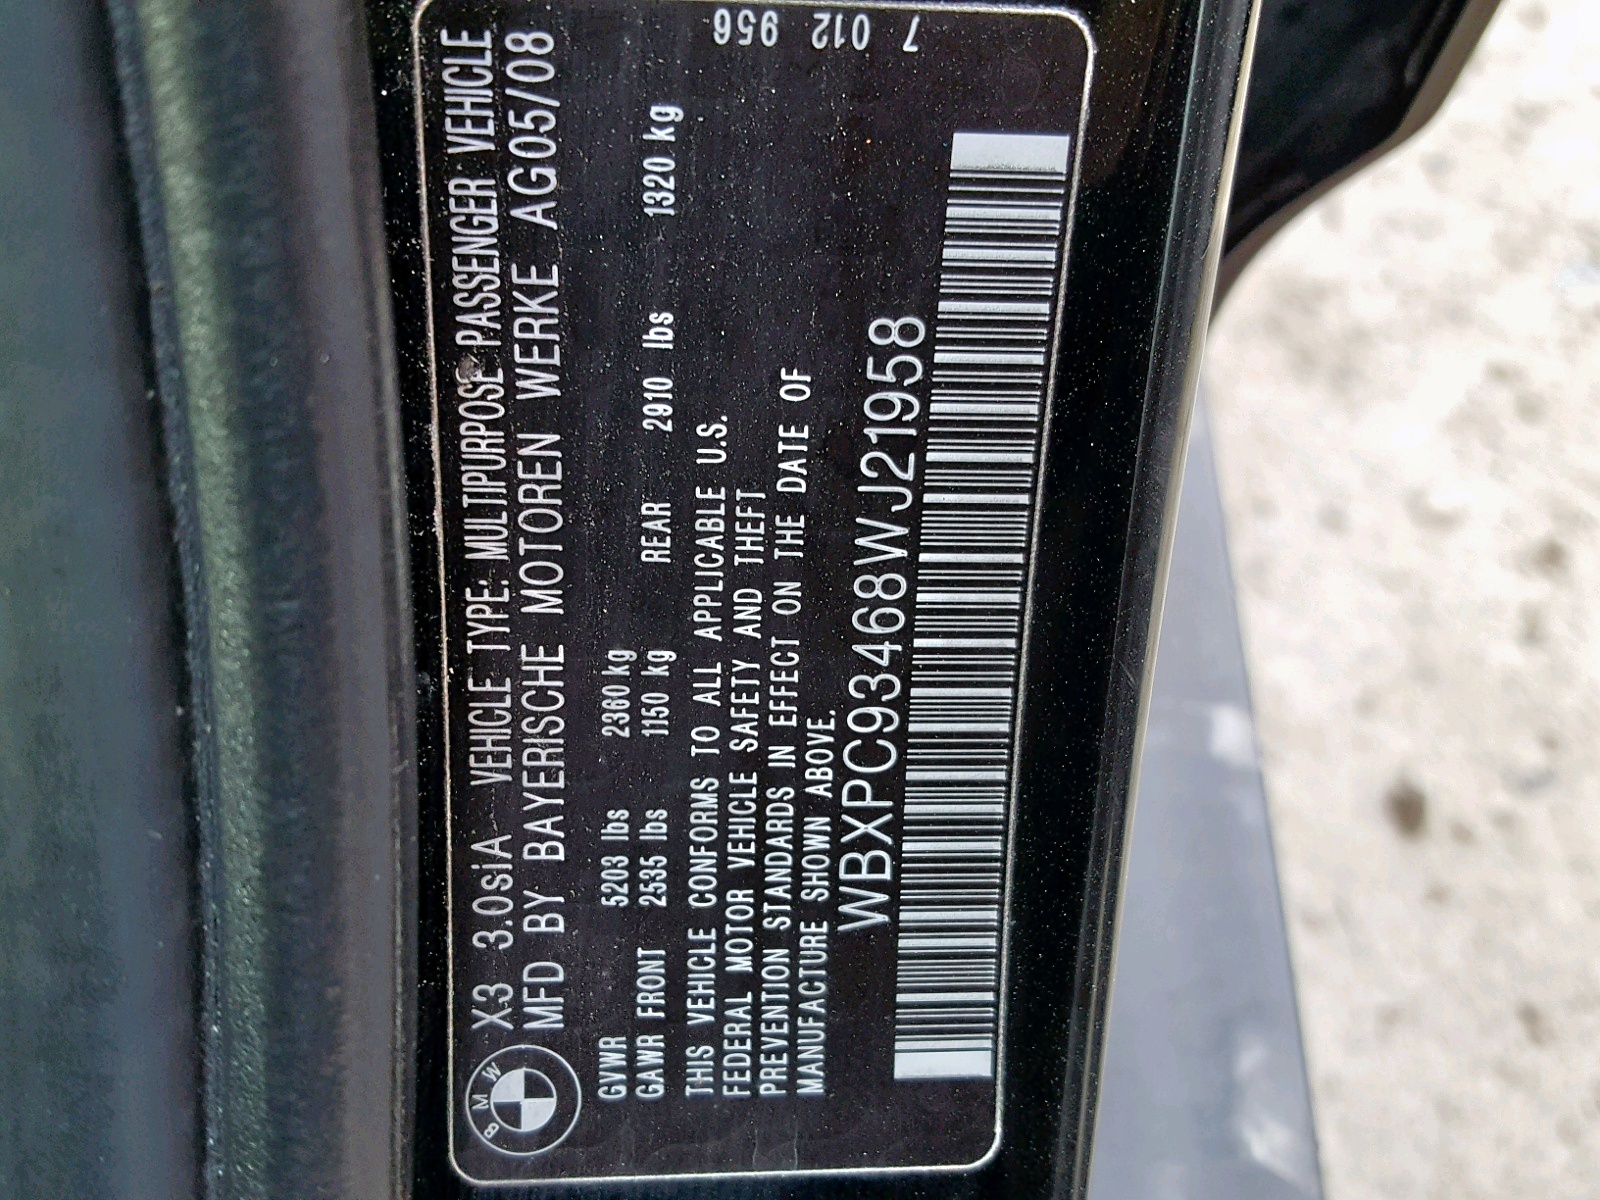 BMW
X3 3.0siA VEHICLE TYPE: MULTIPURPOSE PASSENGER VEHICLE
MFD BY BAYERISCHE MOTOREN WERKE AG05/08
GVWR 5203 lbs 2360 kg
GAWR FRONT 2535 lbs 1150 kg REAR 2910 lbs 1320 kg
THIS VEHICLE CONFORMS TO ALL APPLICABLE U.S.
FEDERAL MOTOR VEHICLE SAFETY AND THEFT
PREVENTION STANDARDS IN EFFECT ON THE DATE OF
MANUFACTURE SHOWN ABOVE.
WBXPC93468WJ21958
7 012 956